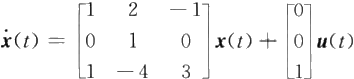 ẋ(t) = [1 2 −1; 0 1 0; 1 −4 3] x(t) + [0; 0; 1] u(t)